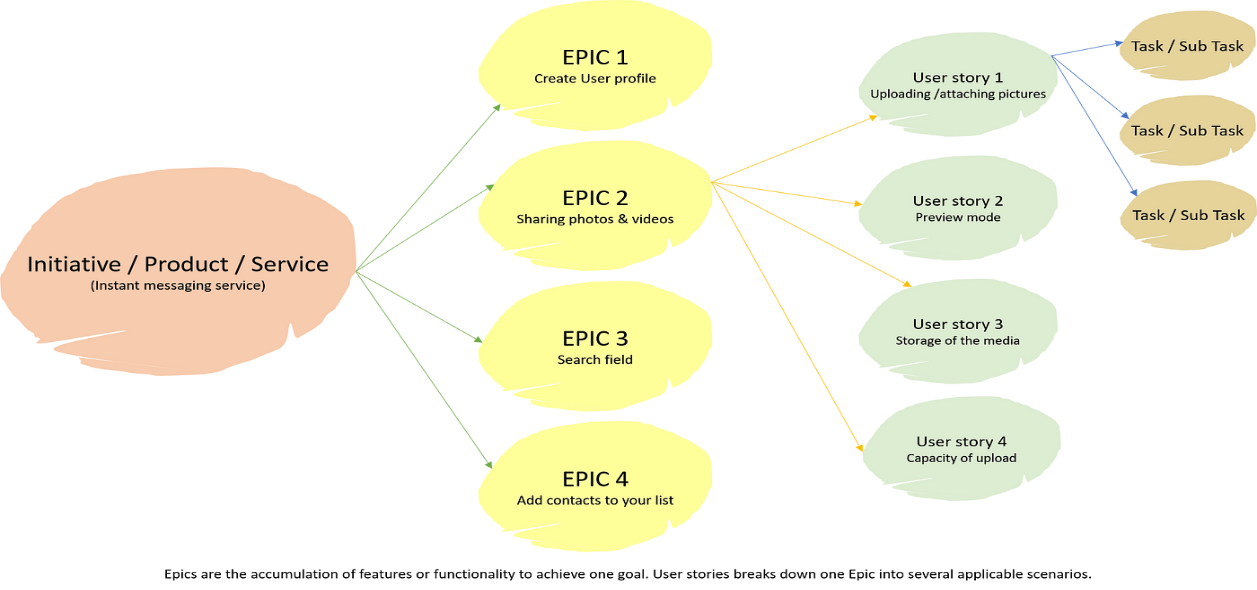 Initiative / Product / Service
(Instant messaging service)
EPIC 1
Create User profile
EPIC 2
Sharing photos & videos
EPIC 3
Search field
EPIC 4
Add contacts to your list
User story 1
Uploading /attaching pictures
User story 2
Preview mode
User story 3
Storage of the media
User story 4
Capacity of upload
Task / Sub Task
Task / Sub Task
Task / Sub Task
Epics are the accumulation of features or functionality to achieve one goal. User stories breaks down one Epic into several applicable scenarios.